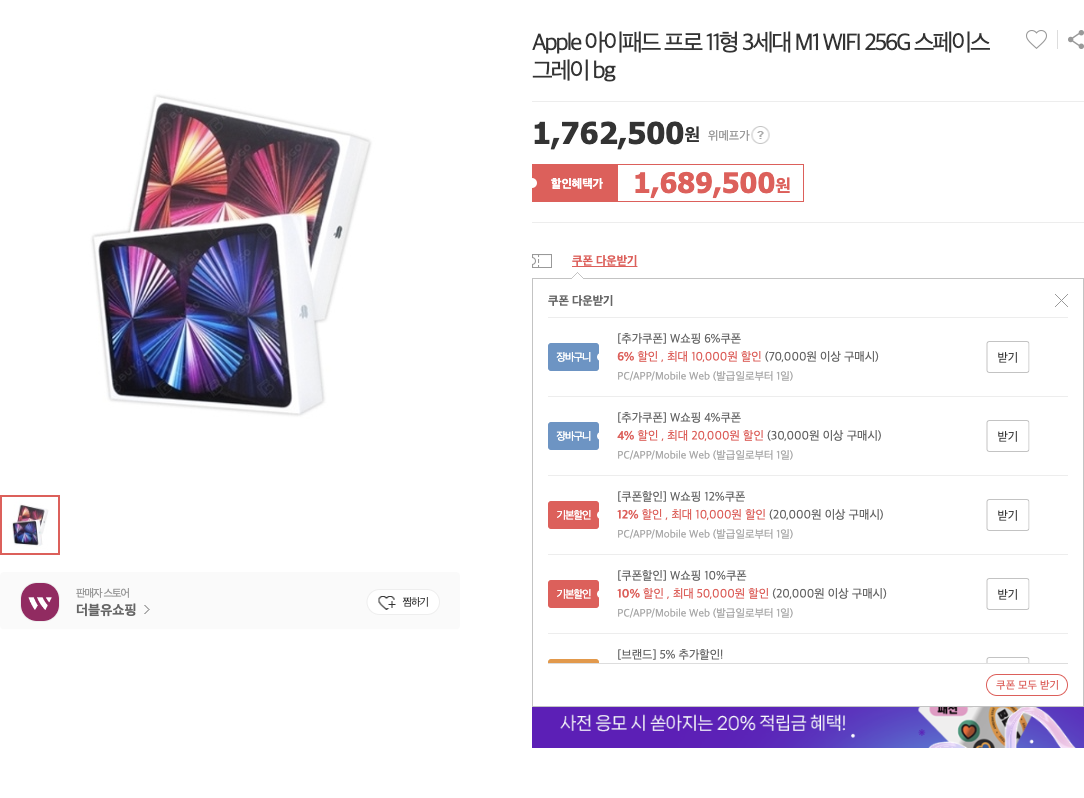 Apple 아이패드 프로 11형 3세대 M1 WIFI 256G 스페이스
그레이 bg
1,762,500원 위메프가 ?
할인혜택가 1,689,500원
쿠폰 다운받기
쿠폰 다운받기
[추가쿠폰] W쇼핑 6%쿠폰
장바구니 6% 할인 , 최대 10,000원 할인 (70,000원 이상 구매시) 받기
PC/APP/Mobile Web (발급일로부터 1일)
[추가쿠폰] W쇼핑 4%쿠폰
장바구니 4% 할인 , 최대 20,000원 할인 (30,000원 이상 구매시) 받기
PC/APP/Mobile Web (발급일로부터 1일)
[쿠폰할인] W쇼핑 12%쿠폰
기본할인 12% 할인 , 최대 10,000원 할인 (20,000원 이상 구매시) 받기
PC/APP/Mobile Web (발급일로부터 1일)
[쿠폰할인] W쇼핑 10%쿠폰
기본할인 10% 할인 , 최대 50,000원 할인 (20,000원 이상 구매시) 받기
PC/APP/Mobile Web (발급일로부터 1일)
[브랜드] 5% 추가할인!
쿠폰 모두 받기
패션
사전 응모 시 쏟아지는 20% 적립금 혜택!
판매자 스토어
더블유쇼핑
찜하기